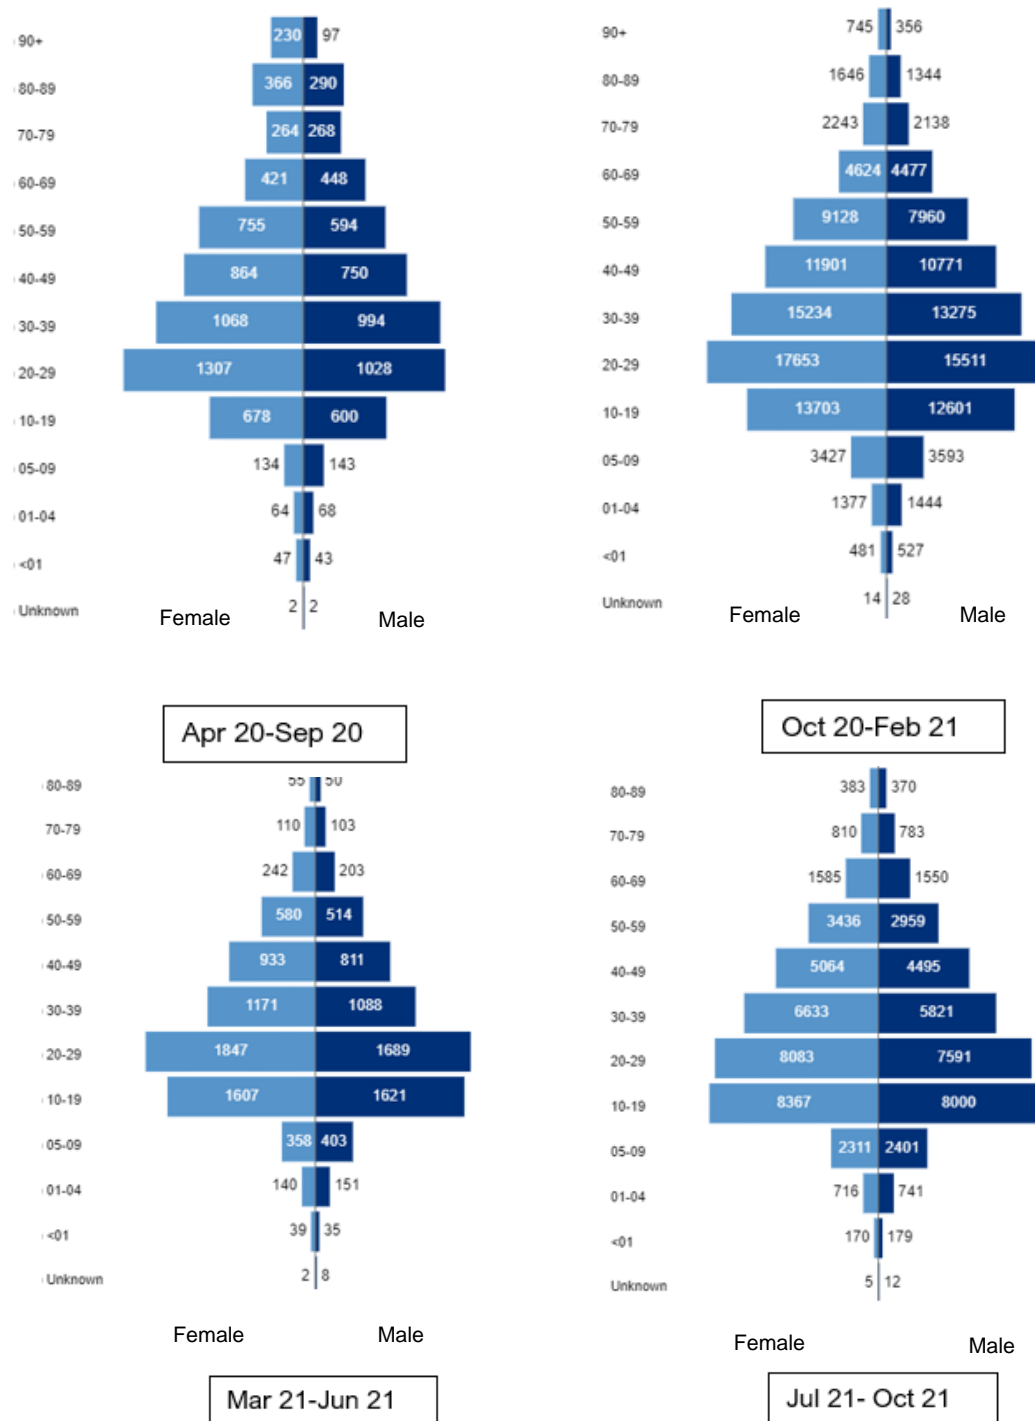 90+ 230 97
80-89 366 290
70-79 264 268
60-69 421 448
50-59 755 594
40-49 864 750
30-39 1068 994
20-29 1307 1028
10-19 678 600
05-09 134 143
01-04 64 68
<01 47 43
Unknown 2 2
Female Male
Apr 20-Sep 20
90+ 745 356
80-89 1646 1344
70-79 2243 2138
60-69 4624 4477
50-59 9128 7960
40-49 11901 10771
30-39 15234 13275
20-29 17653 15511
10-19 13703 12601
05-09 3427 3593
01-04 1377 1444
<01 481 527
Unknown 14 28
Female Male
Oct 20-Feb 21
80-89 55 50
70-79 110 103
60-69 242 203
50-59 580 514
40-49 933 811
30-39 1171 1088
20-29 1847 1689
10-19 1607 1621
05-09 358 403
01-04 140 151
<01 39 35
Unknown 2 8
Female Male
Mar 21-Jun 21
80-89 383 370
70-79 810 783
60-69 1585 1550
50-59 3436 2959
40-49 5064 4495
30-39 6633 5821
20-29 8083 7591
10-19 8367 8000
05-09 2311 2401
01-04 716 741
<01 170 179
Unknown 5 12
Female Male
Jul 21- Oct 21